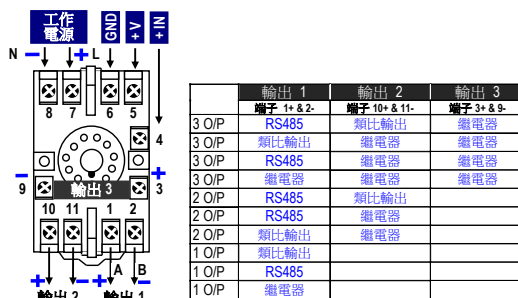 工作
電源
GND
+V
+IN
N − + L
8 7 6 5
4
− +
9 輸出 3 3
10 11 1 2
A B
+ − + −
輸出 2 輸出 1
輸出 1 輸出 2 輸出 3
端子 1+ & 2- 端子 10+ & 11- 端子 3+ & 9-
3 O/P RS485 類比輸出 繼電器
3 O/P 類比輸出 繼電器 繼電器
3 O/P RS485 繼電器 繼電器
3 O/P 繼電器 繼電器 繼電器
2 O/P RS485 類比輸出
2 O/P RS485 繼電器
2 O/P 類比輸出 繼電器
1 O/P 類比輸出
1 O/P RS485
1 O/P 繼電器